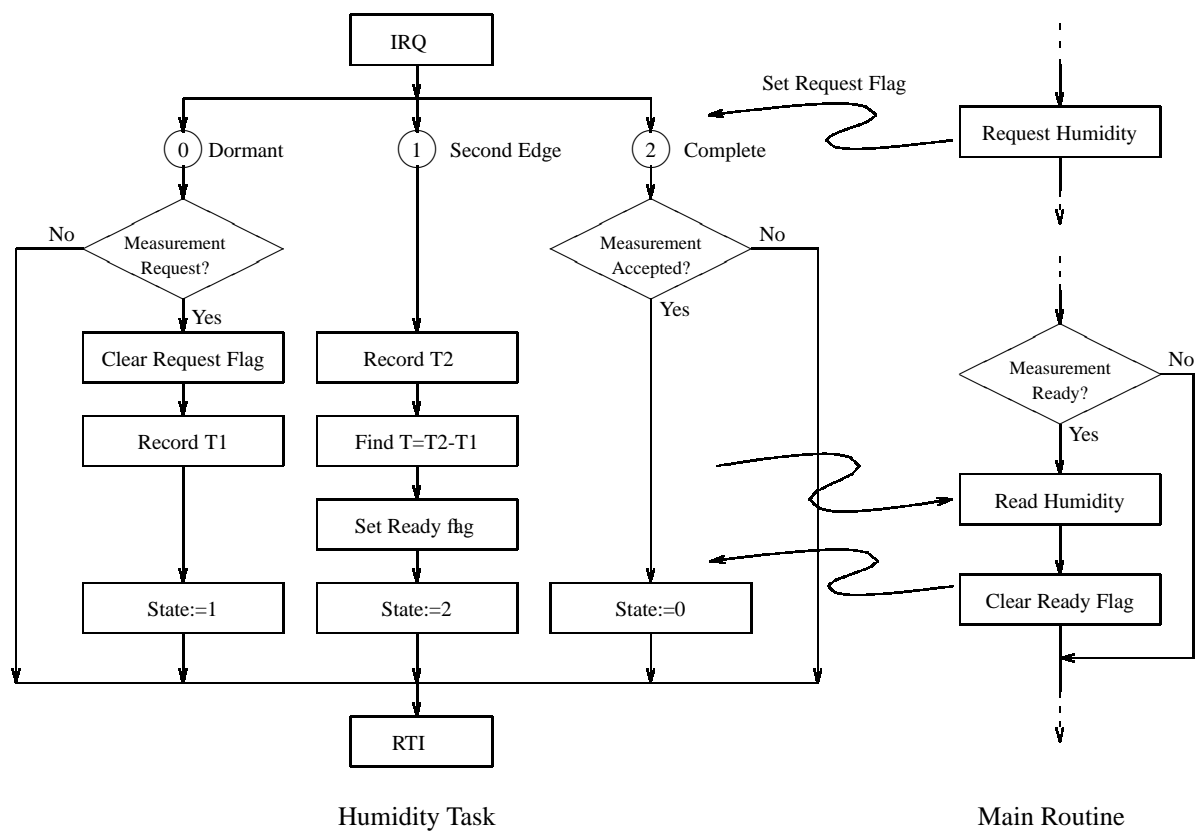 IRQ
Set Request Flag
Request Humidity
0 Dormant
1 Second Edge
2 Complete
No
Measurement
Request?
Yes
Measurement
Accepted?
No
Yes
Clear Request Flag
Record T2
Record T1
Find T=T2-T1
Set Ready flag
State:=1
State:=2
State:=0
RTI
Measurement
Ready?
No
Yes
Read Humidity
Clear Ready Flag
Humidity Task
Main Routine